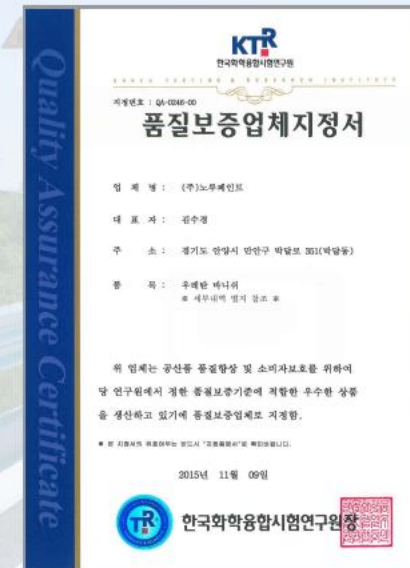 Quality Assurance Certificate
KTR
한국화학융합시험연구원
KOREA TESTING & RESEARCH INSTITUTE
지정번호 : QA-0246-00
품질보증업체지정서
업 체 명 : (주)노루페인트
대 표 자 : 김수경
주 소 : 경기도 안양시 만안구 박달로 351(박달동)
품 목 : 우레탄 바니쉬
※ 세부내역 별지 참조 ※
위 업체는 공산품 품질향상 및 소비자보호를 위하여
당 연구원에서 정한 품질보증기준에 적합한 우수한 상품
을 생산하고 있기에 품질보증업체로 지정함.
2015년 11월 09일
TR
한국화학융합시험연구원장